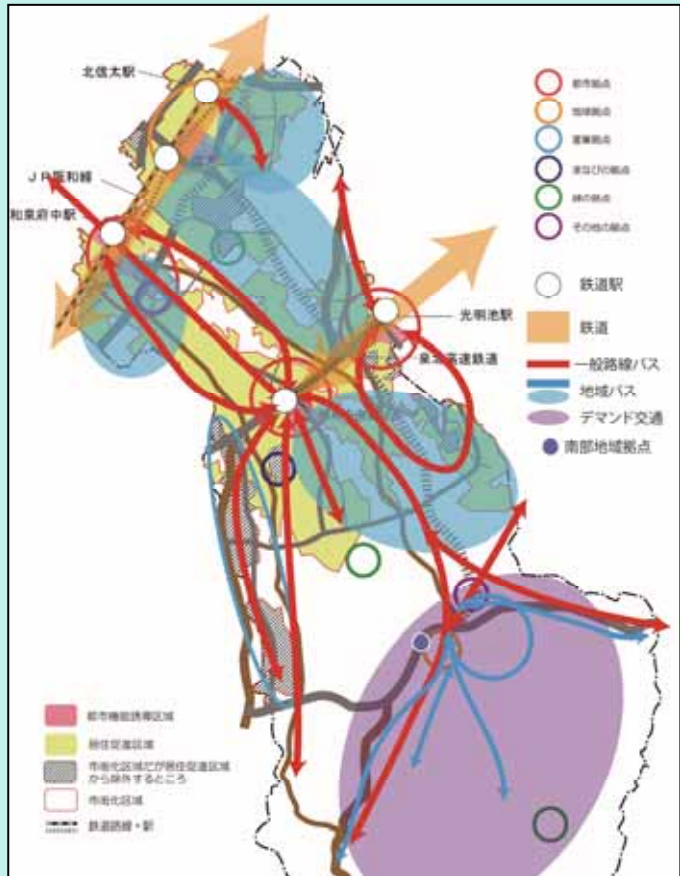 北信太駅
JR阪和線
和泉府中駅
光明池駅
泉北高速鉄道
都市拠点
地域拠点
産業拠点
まなびの拠点
緑の拠点
その他の拠点
鉄道駅
鉄道
一般路線バス
地域バス
デマンド交通
南部地域拠点
都市機能誘導区域
居住促進区域
市街化区域だが居住促進区域
から除外するところ
市街化区域
鉄道路線・駅